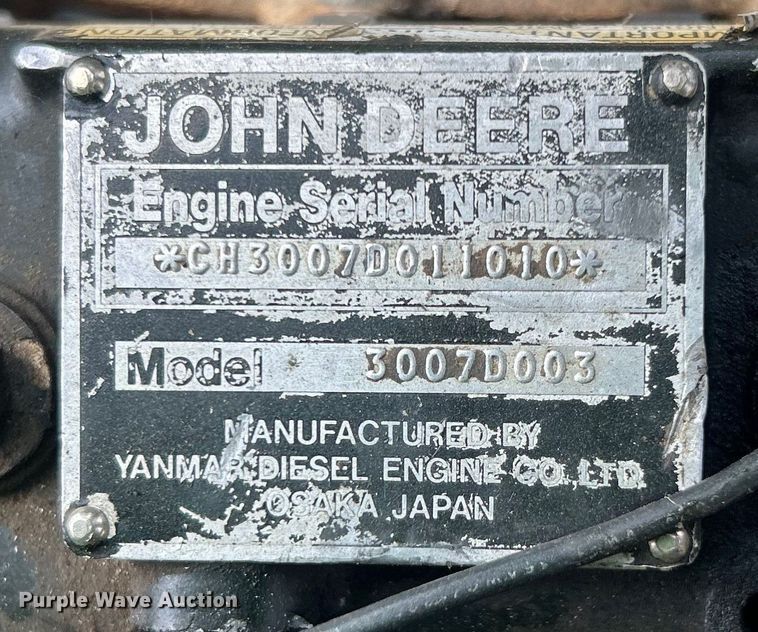 IMPORTANT
JOHN DEERE
Engine Serial Number
*CH3007D011010*
Model 3007D003
MANUFACTURED BY
YANMAR DIESEL ENGINE CO.,LTD.
OSAKA JAPAN
Purple Wave Auction